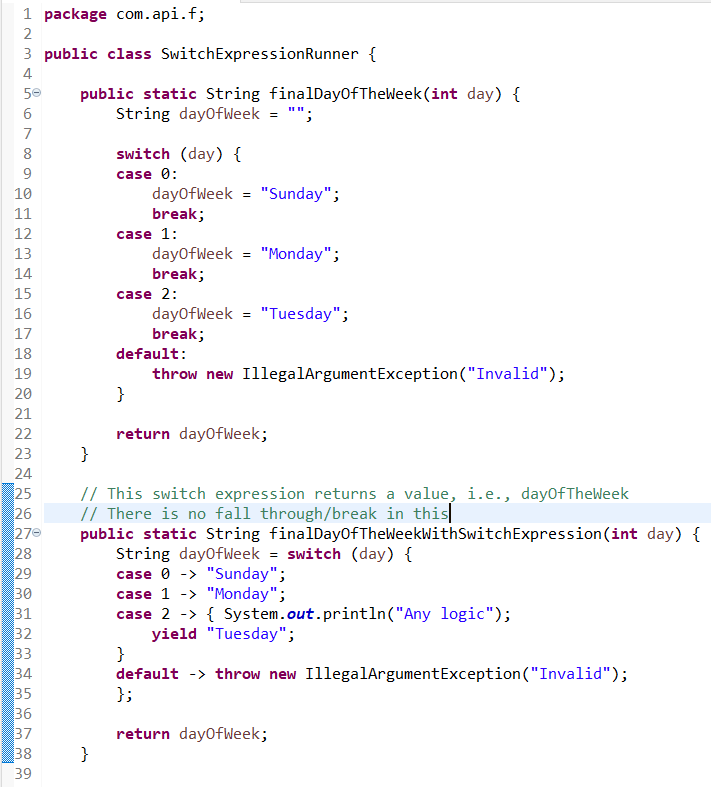 1 package com.api.f;
2
3 public class SwitchExpressionRunner {
4
5 public static String finalDayOfTheWeek(int day) {
6 String dayOfWeek = "";
7
8 switch (day) {
9 case 0:
10 dayOfWeek = "Sunday";
11 break;
12 case 1:
13 dayOfWeek = "Monday";
14 break;
15 case 2:
16 dayOfWeek = "Tuesday";
17 break;
18 default:
19 throw new IllegalArgumentException("Invalid");
20 }
21
22 return dayOfWeek;
23 }
24
25 // This switch expression returns a value, i.e., dayOfTheWeek
26 // There is no fall through/break in this
27 public static String finalDayOfTheWeekWithSwitchExpression(int day) {
28 String dayOfWeek = switch (day) {
29 case 0 -> "Sunday";
30 case 1 -> "Monday";
31 case 2 -> { System.out.println("Any logic");
32 yield "Tuesday";
33 }
34 default -> throw new IllegalArgumentException("Invalid");
35 };
36
37 return dayOfWeek;
38 }
39